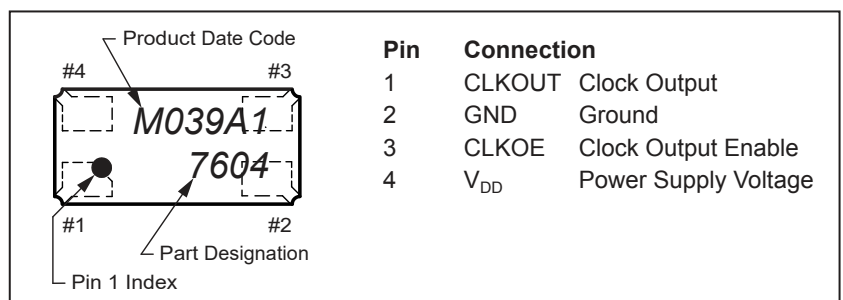 Product Date Code
#4 #3
M039A1
7604
#1 #2
Part Designation
Pin 1 Index
Pin Connection
1 CLKOUT Clock Output
2 GND Ground
3 CLKOE Clock Output Enable
4 VDD Power Supply Voltage